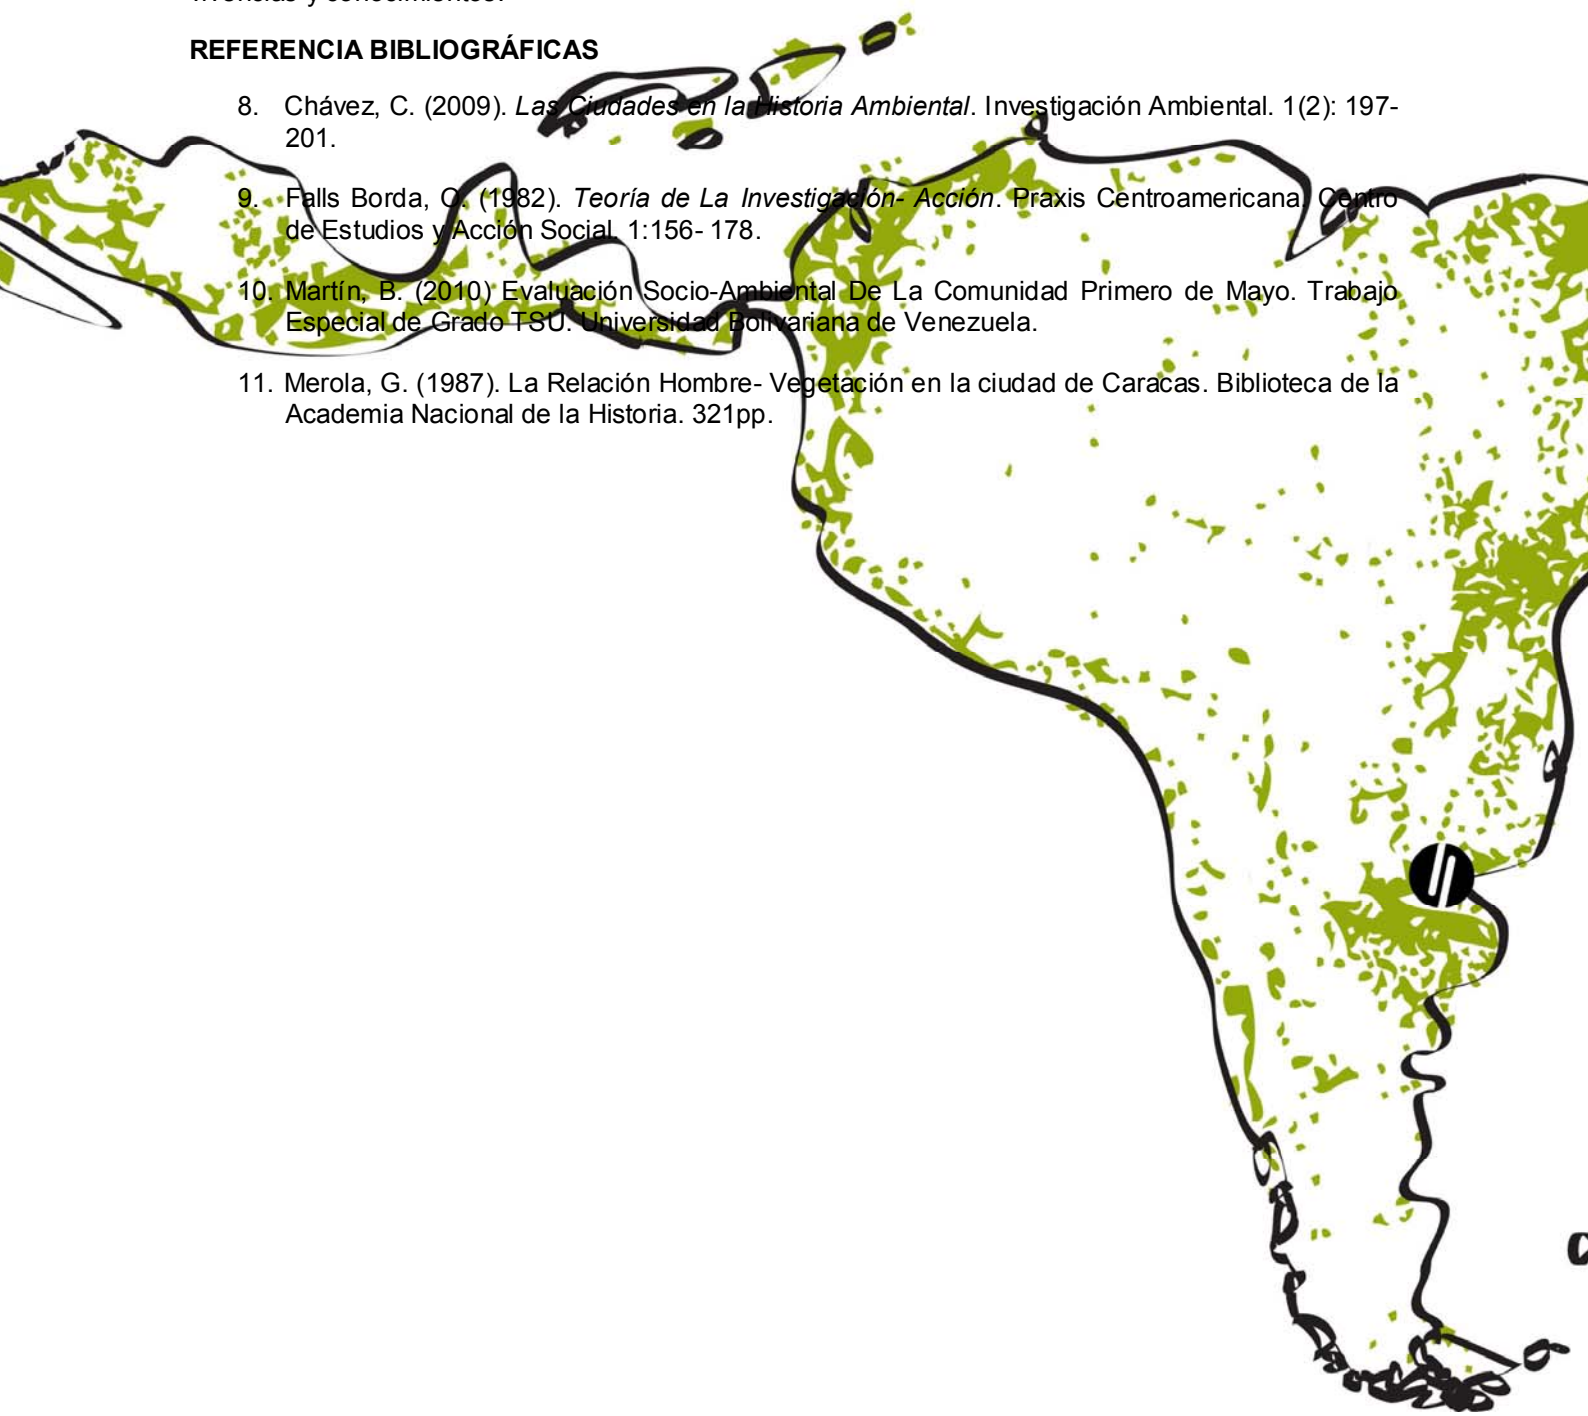 vivencias y conocimientos.
REFERENCIA BIBLIOGRÁFICAS
8. Chávez, C. (2009). Las Ciudades en la Historia Ambiental. Investigación Ambiental. 1(2): 197-
201.
9. Falls Borda, O. (1982). Teoría de La Investigación- Acción. Praxis Centroamericana. Centro
de Estudios y Acción Social. 1:156- 178.
10. Martín, B. (2010) Evaluación Socio-Ambiental De La Comunidad Primero de Mayo. Trabajo
Especial de Grado TSU. Universidad Bolivariana de Venezuela.
11. Merola, G. (1987). La Relación Hombre- Vegetación en la ciudad de Caracas. Biblioteca de la
Academia Nacional de la Historia. 321pp.